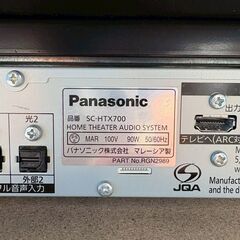 光2
外部2
タル音声入力
Panasonic
品番 SC-HTX700
HOME THEATER AUDIO SYSTEM
MAR 100V 90W 50/60Hz
パナソニック株式会社 マレーシア製
PART No.RGN2989
出力
テレビへ(ARC対
JQA
Manufac
and the d